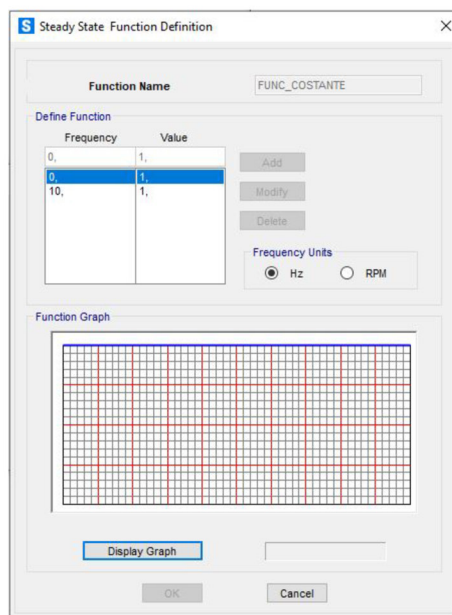 S Steady State Function Definition
Function Name FUNC_COSTANTE
Define Function
Frequency Value
0, 1,
0, 1,
10, 1,
Add
Modify
Delete
Frequency Units
Hz RPM
Function Graph
Display Graph
OK Cancel